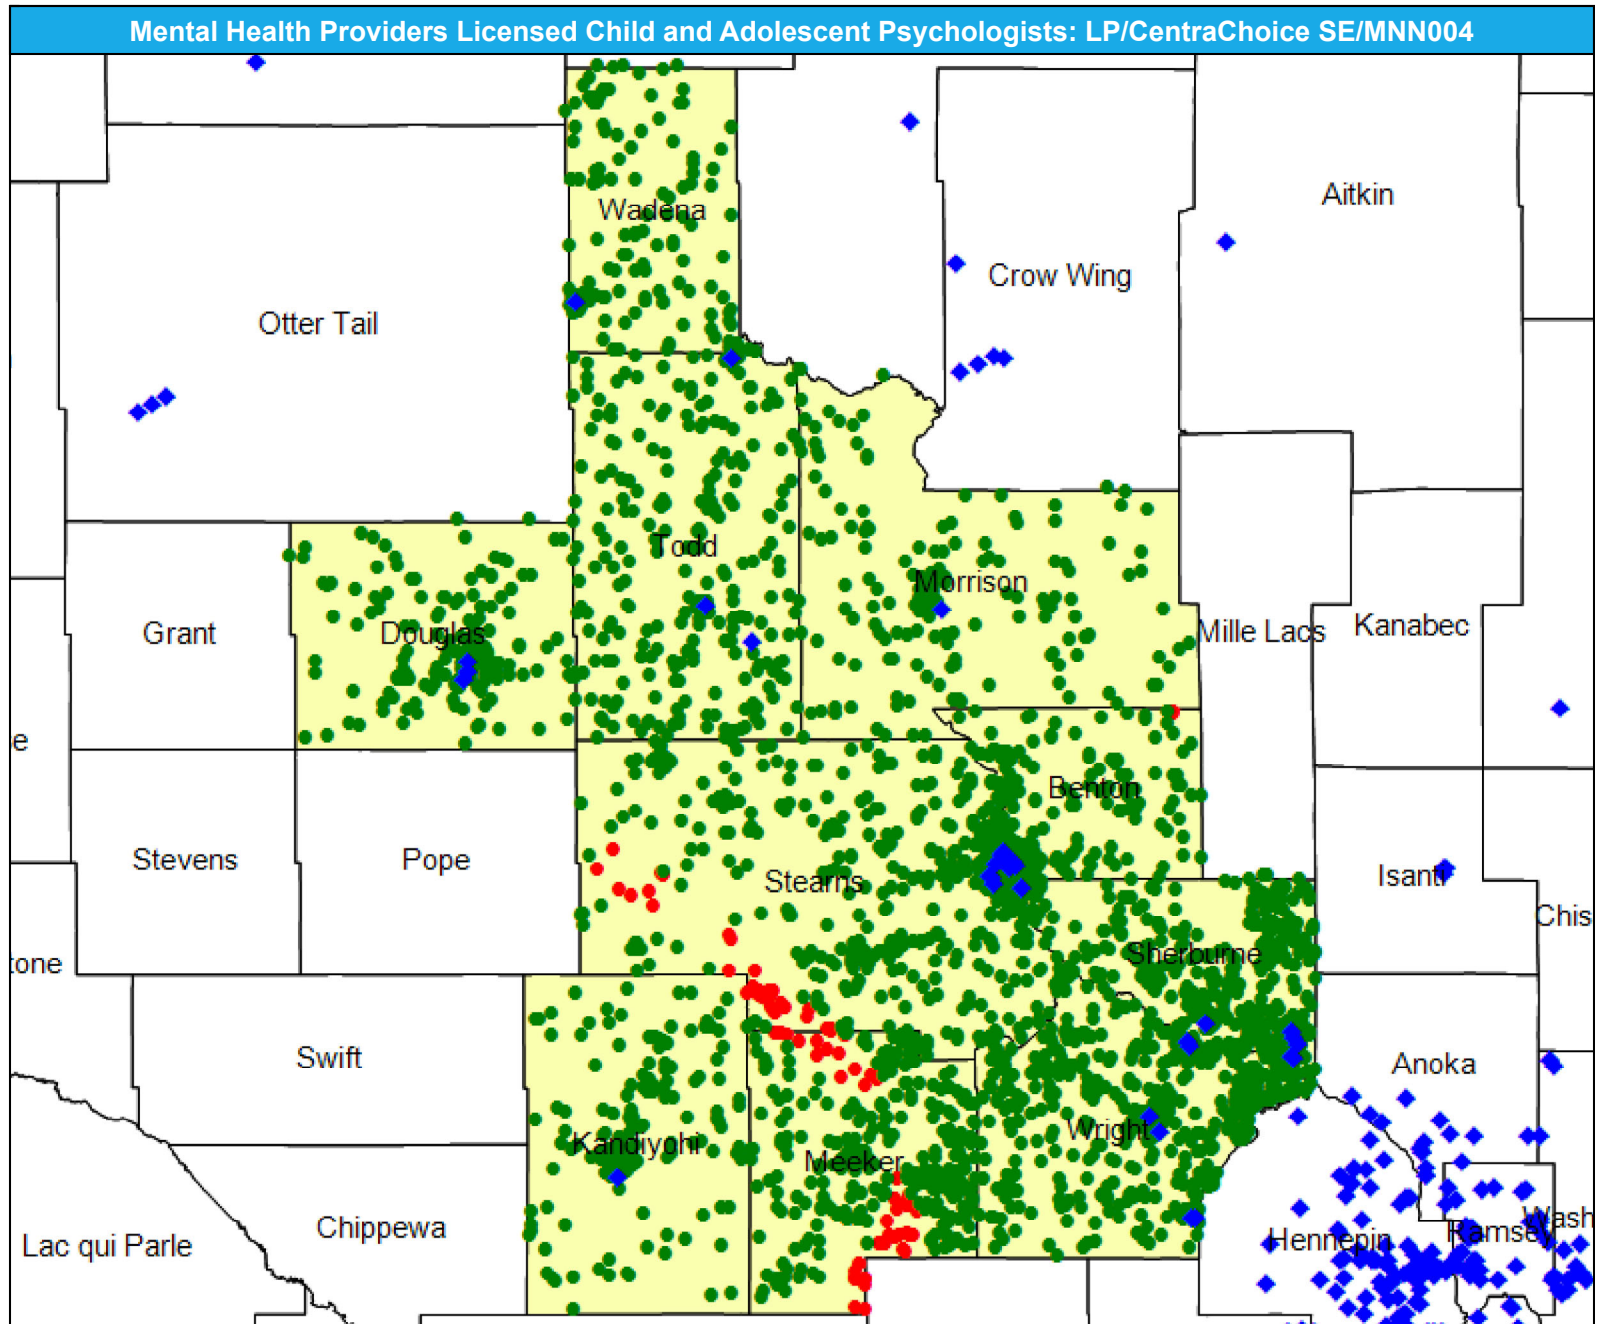 Mental Health Providers Licensed Child and Adolescent Psychologists: LP/CentraChoice SE/MNN004
Aitkin
Wadena
Crow Wing
Otter Tail
Todd
Morrison
Grant
Douglas
Mille Lacs
Kanabec
e
Benton
Stevens
Pope
Stearns
Isanti
Chis
Sherburne
tone
Swift
Anoka
Wright
Kandiyohi
Meeker
Wash
Chippewa
Ramsey
Lac qui Parle
Hennepin